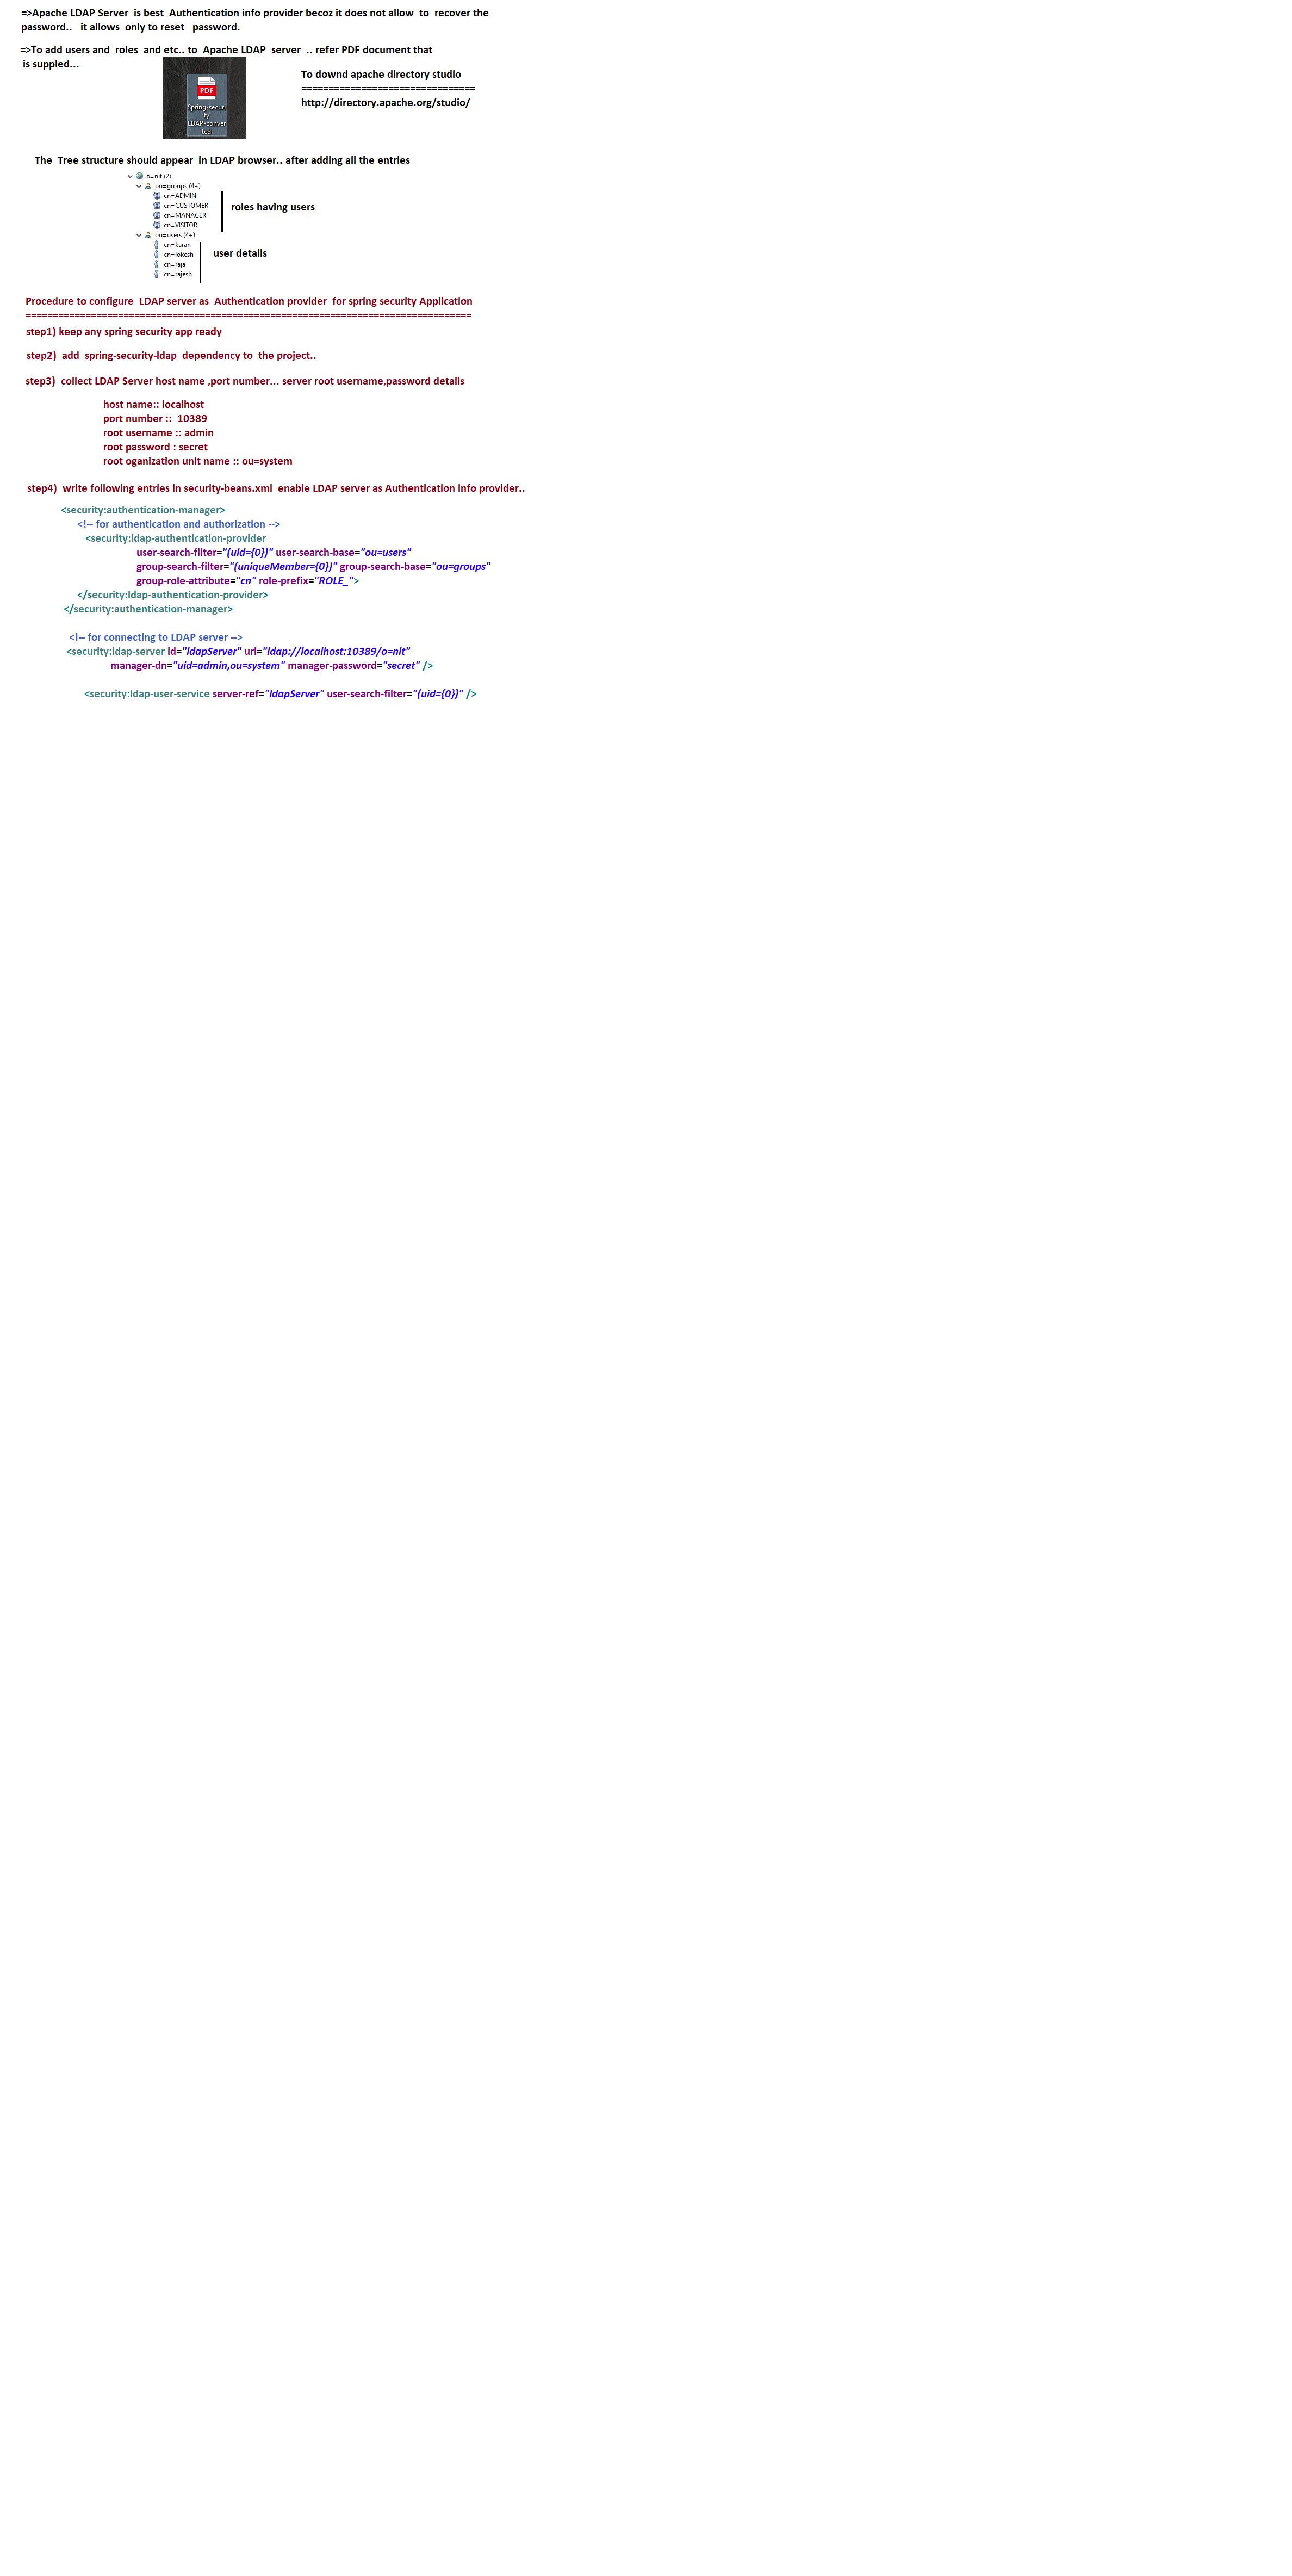 =>Apache LDAP Server  is best  Authentication info provider becoz it does not allow  to  recover the
password..   it allows  only to reset   password.
=>To add users and  roles  and etc.. to  Apache LDAP  server  .. refer PDF document that
is suppled...
PDF
Spring-securi
ty
LDAP-conver
ted
To downd apache directory studio
================================
http://directory.apache.org/studio/
The  Tree structure should appear  in LDAP browser.. after adding all the entries
o=nit (2)
ou=groups (4+)
cn=ADMIN
cn=CUSTOMER
cn=MANAGER
cn=VISITOR
roles having users
ou=users (4+)
cn=karan
cn=lokesh
cn=raja
cn=rajesh
user details
Procedure to configure  LDAP server as  Authentication provider  for spring security Application
==================================================================================
step1) keep any spring security app ready
step2)  add  spring-security-ldap  dependency to  the project..
step3)  collect LDAP Server host name ,port number... server root username,password details
host name:: localhost
port number ::  10389
root username :: admin
root password : secret
root oganization unit name :: ou=system
step4)  write following entries in security-beans.xml  enable LDAP server as Authentication info provider..
<security:authentication-manager>
<!-- for authentication and authorization -->
<security:ldap-authentication-provider
user-search-filter="(uid={0})" user-search-base="ou=users"
group-search-filter="(uniqueMember={0})" group-search-base="ou=groups"
group-role-attribute="cn" role-prefix="ROLE_">
</security:ldap-authentication-provider>
</security:authentication-manager>
<!-- for connecting to LDAP server -->
<security:ldap-server id="ldapServer" url="ldap://localhost:10389/o=nit"
manager-dn="uid=admin,ou=system" manager-password="secret" />
<security:ldap-user-service server-ref="ldapServer" user-search-filter="(uid={0})" />